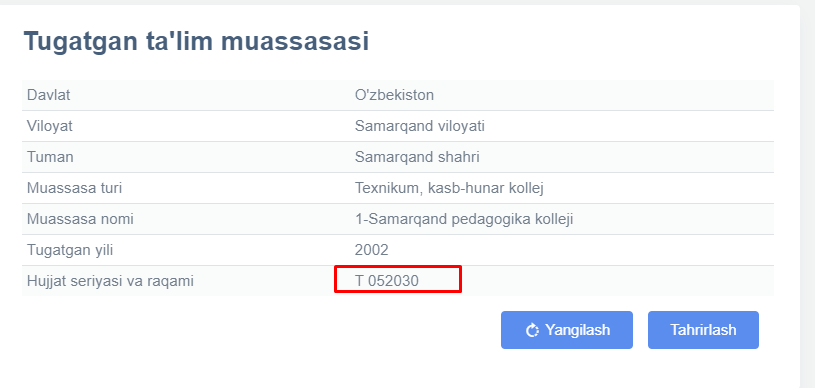 Tugatgan ta'lim muassasasi
Davlat O'zbekiston
Viloyat Samarqand viloyati
Tuman Samarqand shahri
Muassasa turi Texnikum, kasb-hunar kollej
Muassasa nomi 1-Samarqand pedagogika kolleji
Tugatgan yili 2002
Hujjat seriyasi va raqami T 052030
Yangilash Tahrirlash